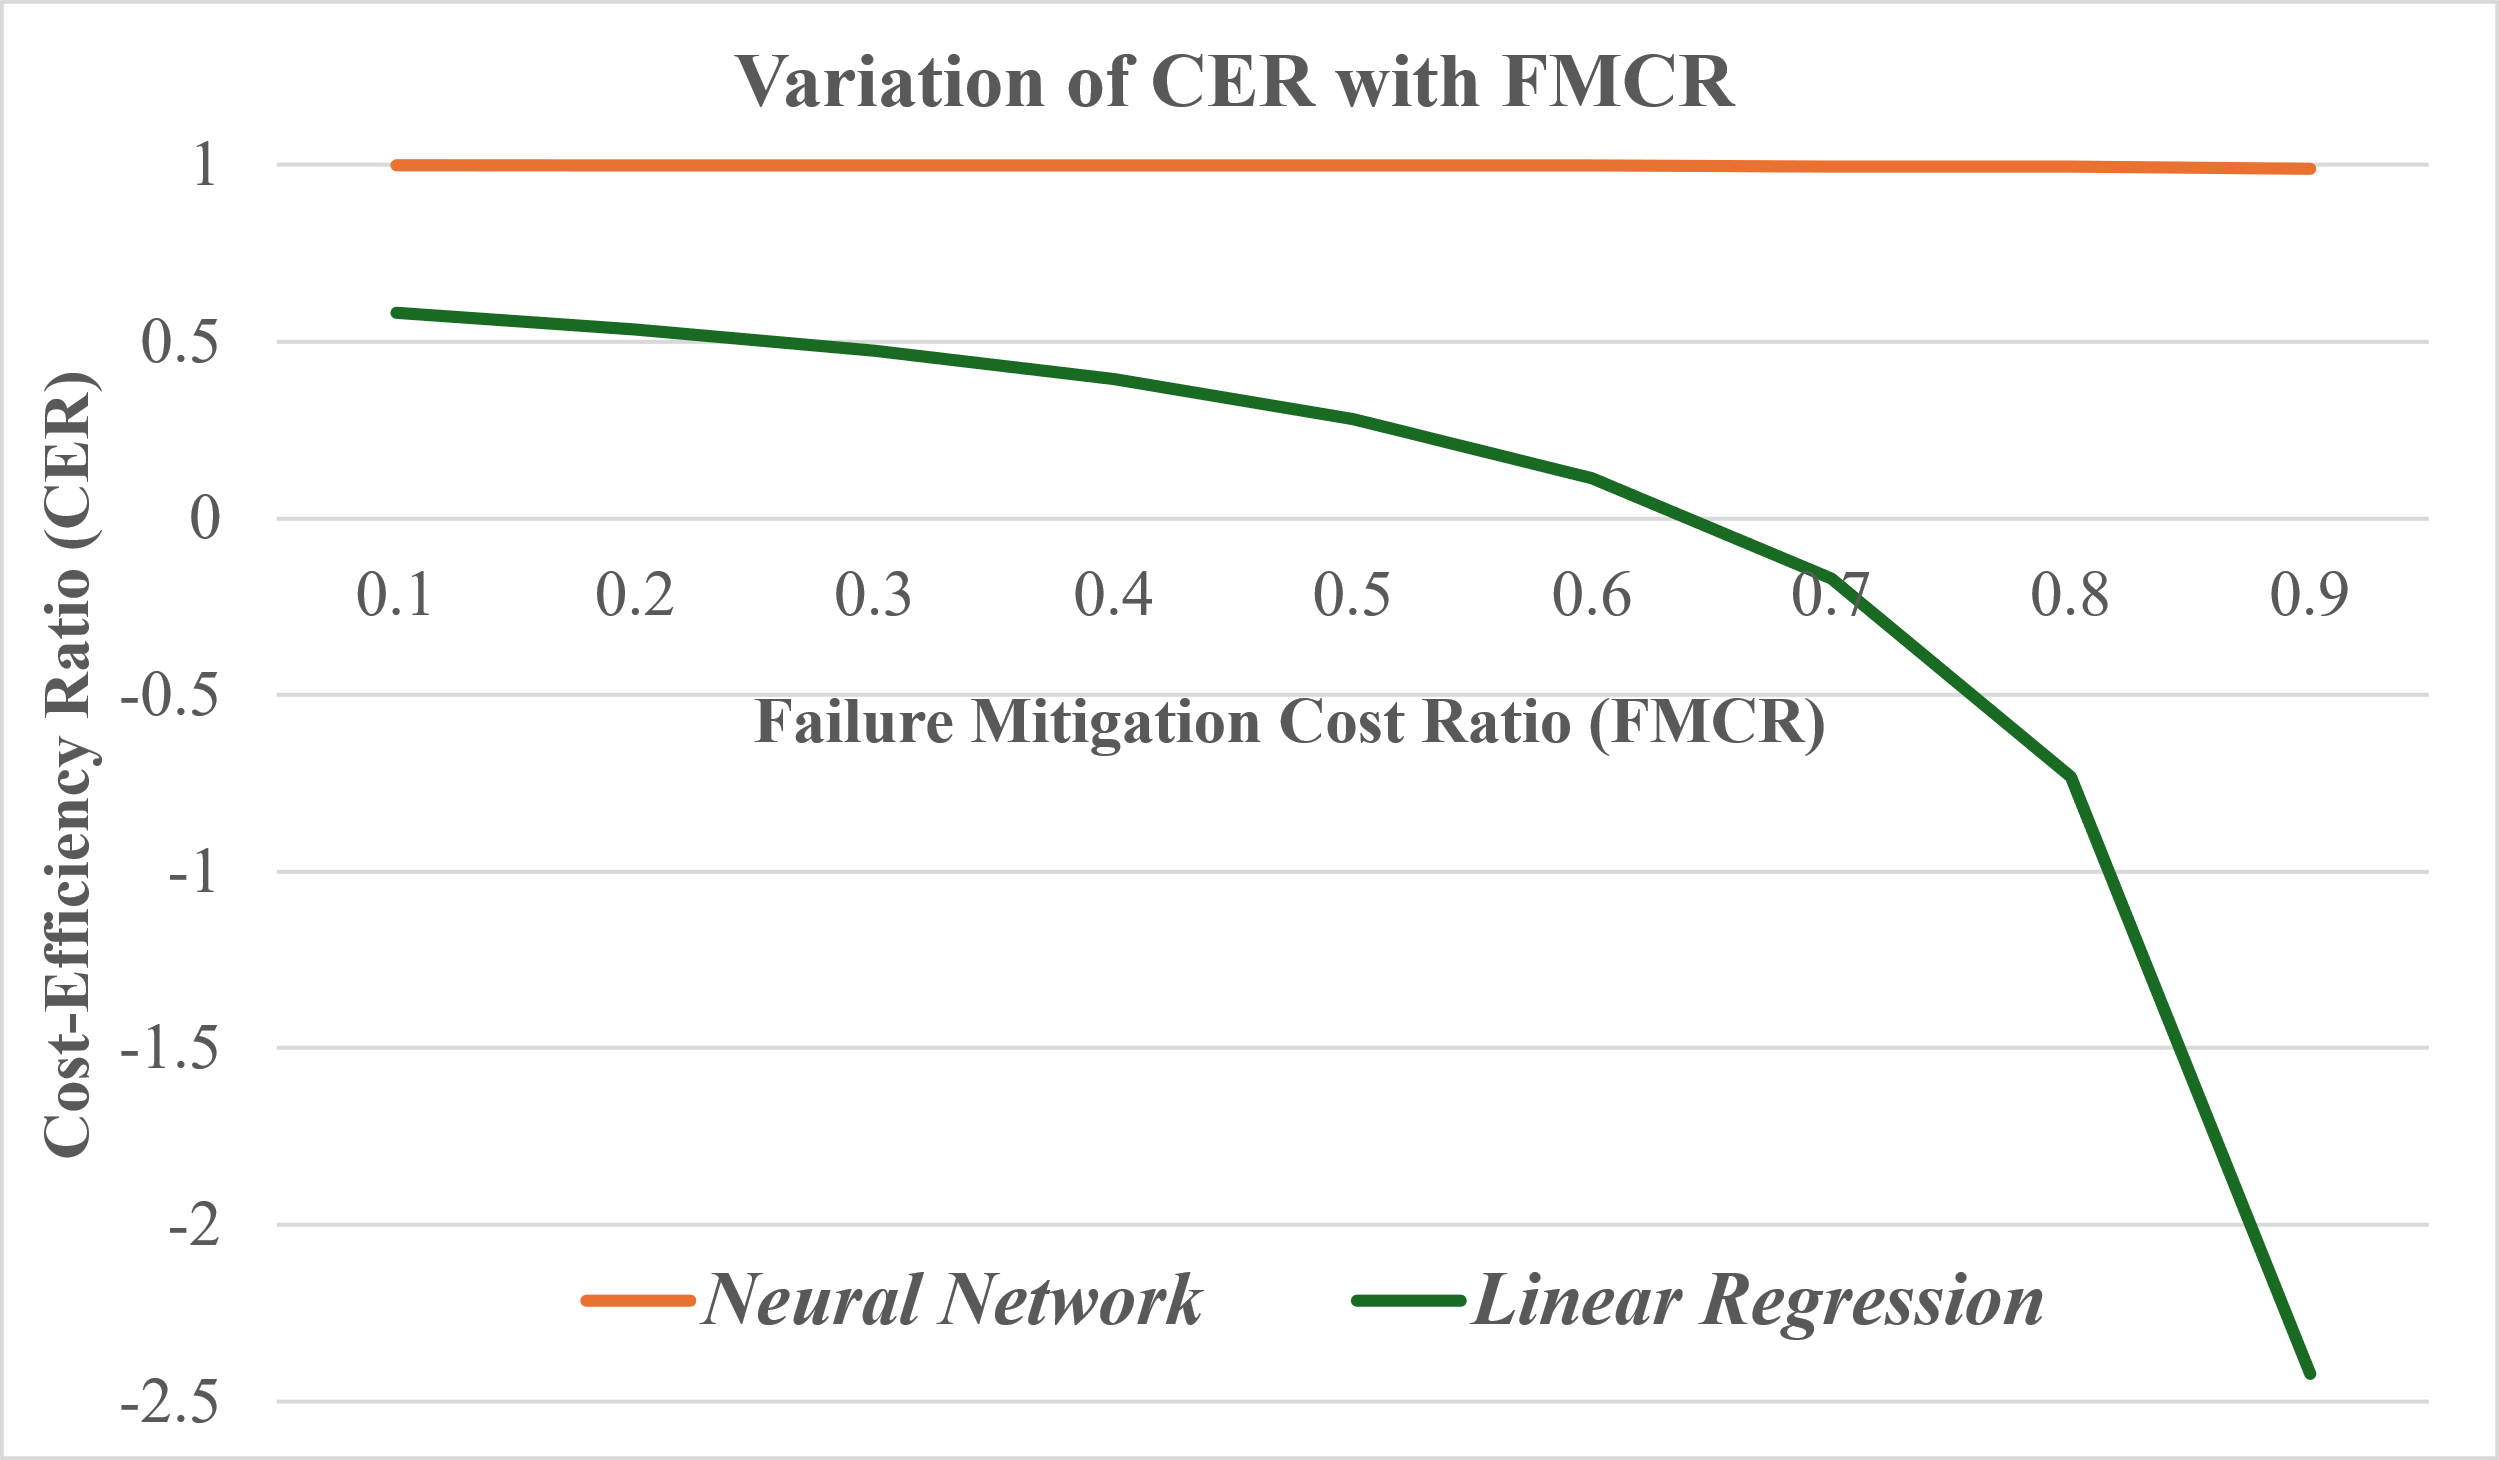 Variation of CER with FMCR
1
0.5
0
-0.5
-1
-1.5
-2
-2.5
Cost-Efficiency Ratio (CER)
0.1 0.2 0.3 0.4 0.5 0.6 0.7 0.8 0.9
Failure Mitigation Cost Ratio (FMCR)
Neural Network Linear Regression